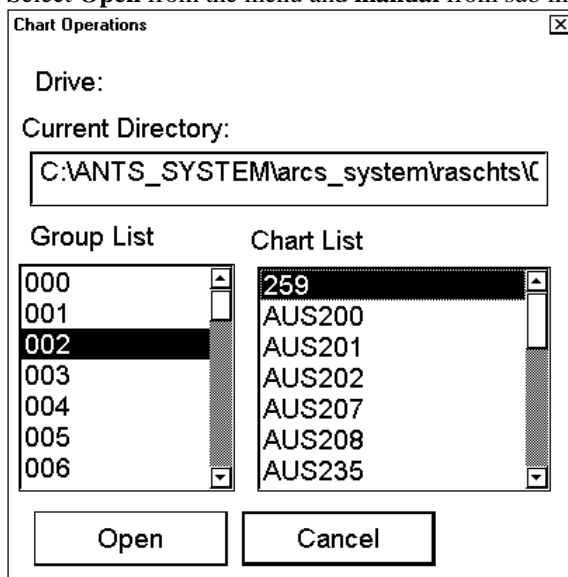 Select Open from the menu and manual from sub m
Chart Operations
Drive:
Current Directory:
C:\ANTS_SYSTEM\arcs_system\raschts\0
Group List
Chart List
000
001
002
003
004
005
006
259
AUS200
AUS201
AUS202
AUS207
AUS208
AUS235
Open
Cancel